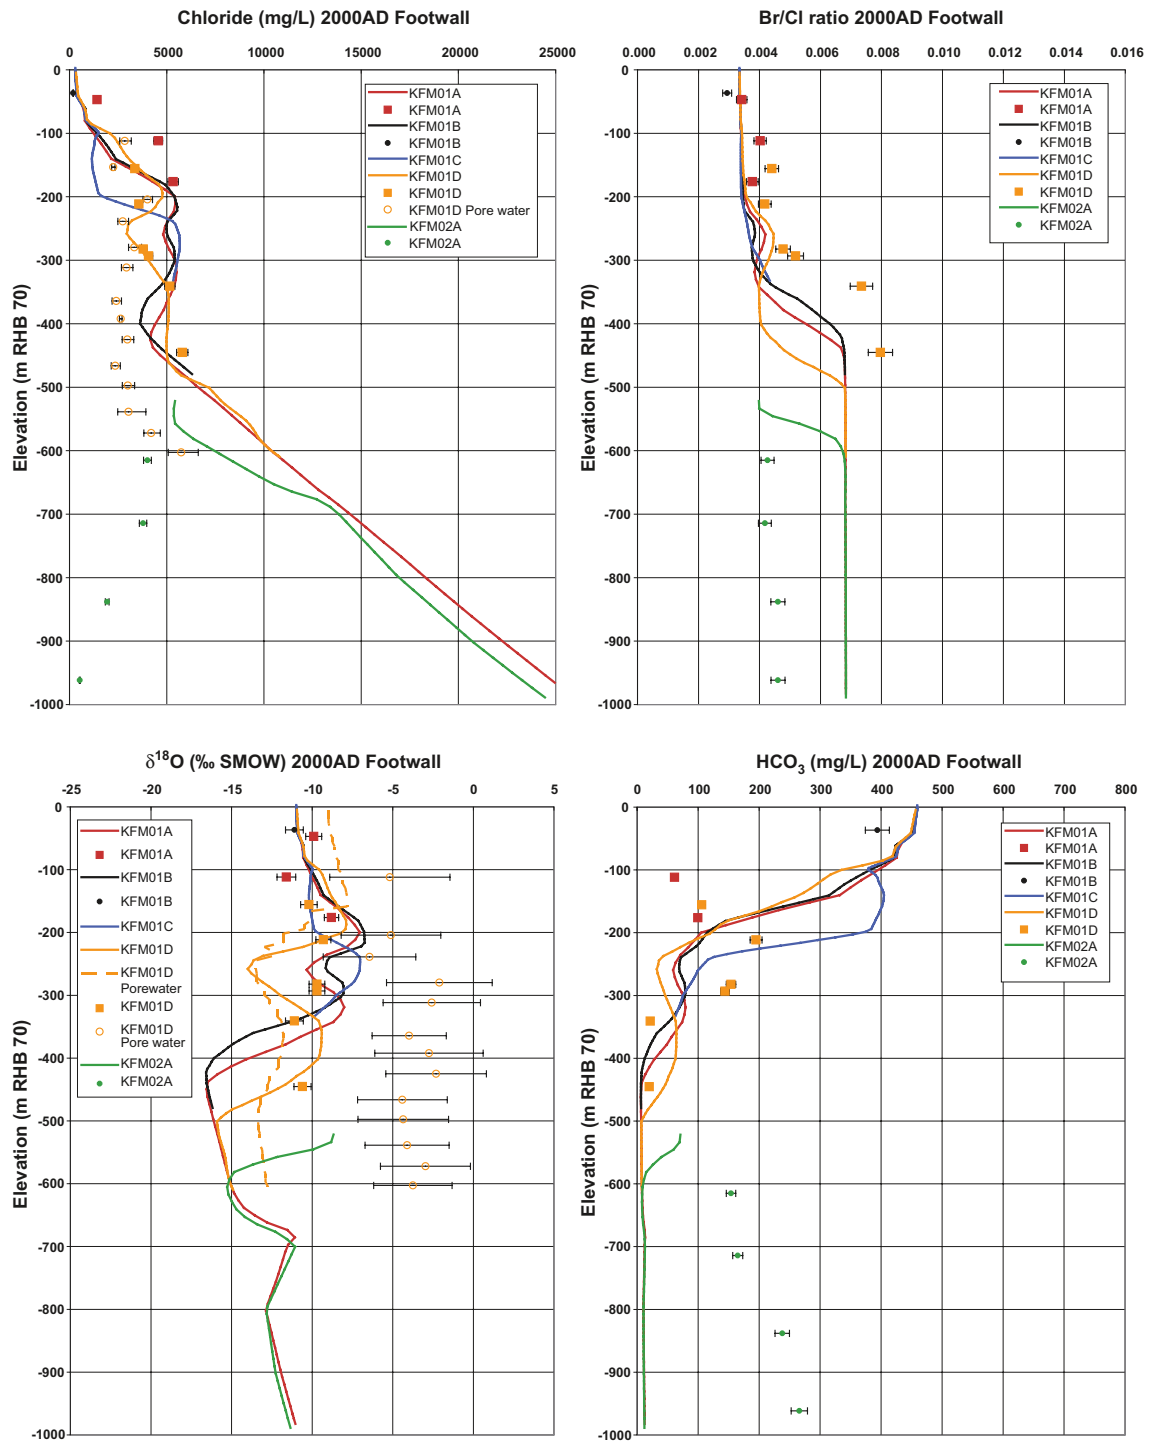 Chloride (mg/L) 2000AD Footwall
0 5000 10000 15000 20000 25000
0
-100
-200
-300
-400
-500
-600
-700
-800
-900
-1000
Elevation (m RHB 70)
KFM01A
KFM01A
KFM01B
KFM01B
KFM01C
KFM01D
KFM01D
KFM01D Pore water
KFM02A
KFM02A
Br/Cl ratio 2000AD Footwall
0.000 0.002 0.004 0.006 0.008 0.010 0.012 0.014 0.016
0
-100
-200
-300
-400
-500
-600
-700
-800
-900
-1000
Elevation (m RHB 70)
KFM01A
KFM01A
KFM01B
KFM01B
KFM01C
KFM01D
KFM01D
KFM02A
KFM02A
δ¹⁸O (‰ SMOW) 2000AD Footwall
-25 -20 -15 -10 -5 0 5
0
-100
-200
-300
-400
-500
-600
-700
-800
-900
-1000
Elevation (m RHB 70)
KFM01A
KFM01A
KFM01B
KFM01B
KFM01C
KFM01D
KFM01D
Porewater
KFM01D
KFM01D
Pore water
KFM02A
KFM02A
HCO₃ (mg/L) 2000AD Footwall
0 100 200 300 400 500 600 700 800
0
-100
-200
-300
-400
-500
-600
-700
-800
-900
-1000
Elevation (m RHB 70)
KFM01A
KFM01A
KFM01B
KFM01B
KFM01C
KFM01D
KFM01D
KFM02A
KFM02A